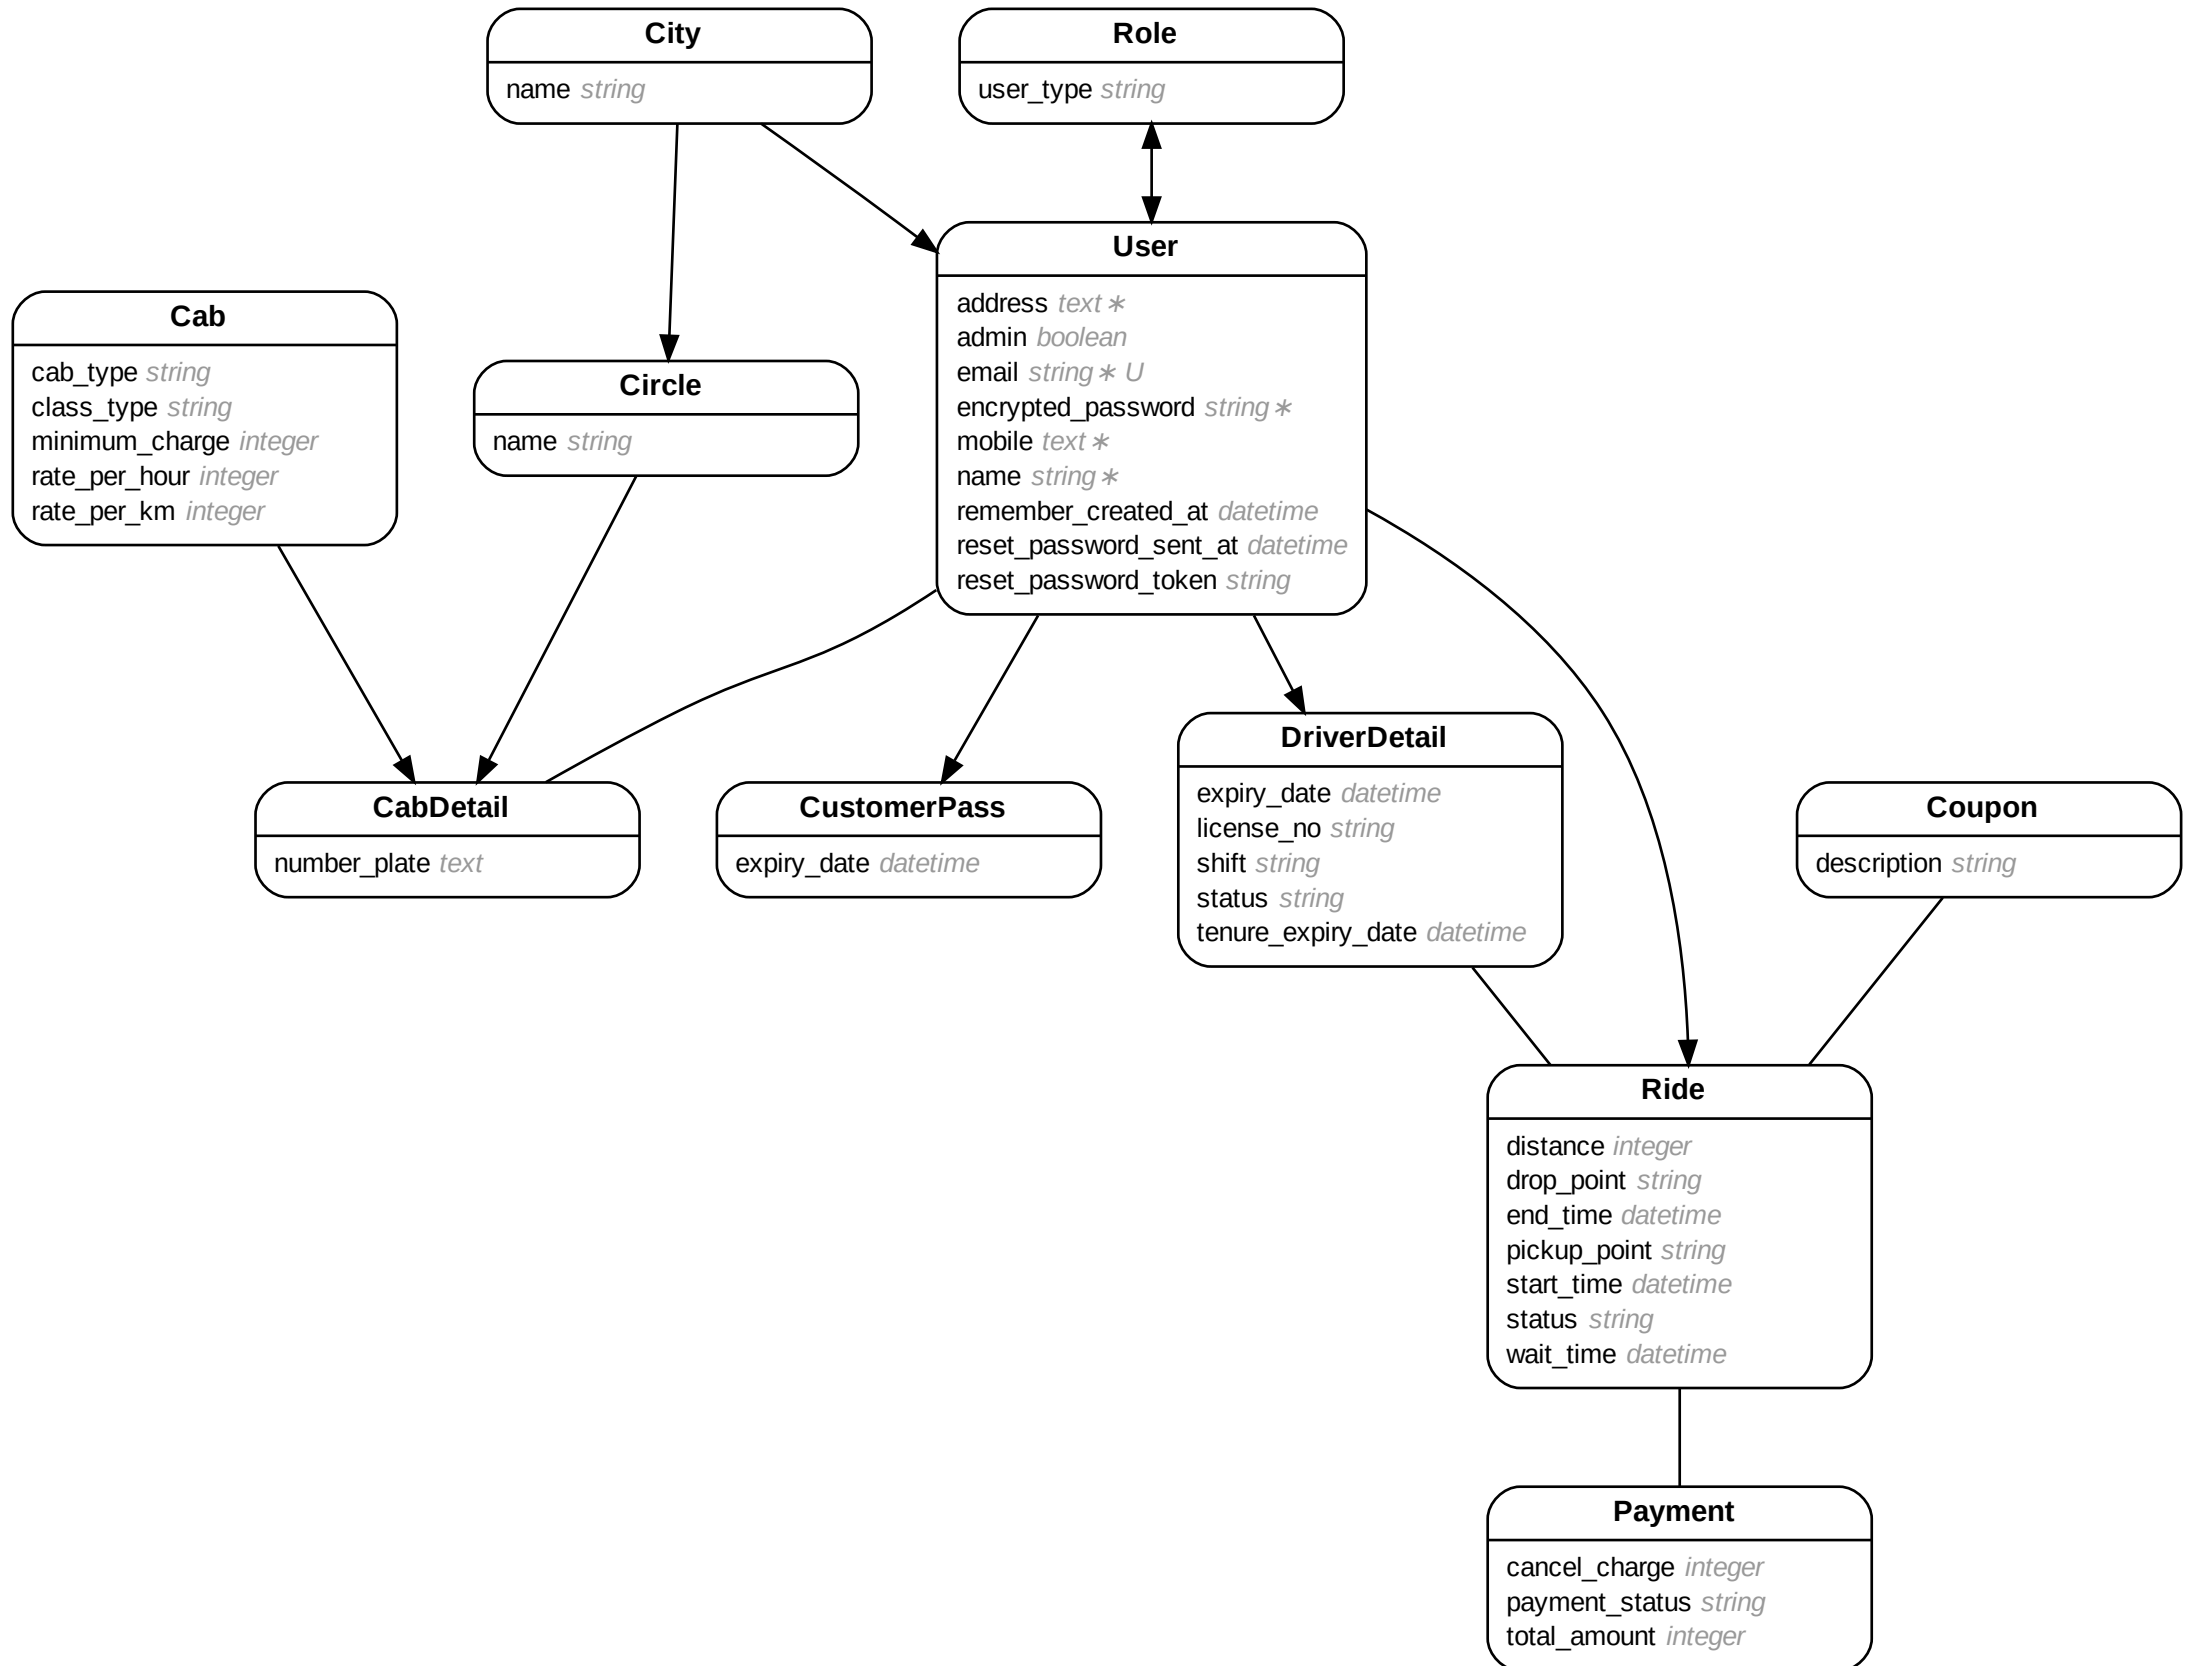 City
name string
Role
user_type string
User
address text∗
admin boolean
email string∗ U
encrypted_password string∗
mobile text∗
name string∗
remember_created_at datetime
reset_password_sent_at datetime
reset_password_token string
Cab
cab_type string
class_type string
minimum_charge integer
rate_per_hour integer
rate_per_km integer
Circle
name string
CabDetail
number_plate text
CustomerPass
expiry_date datetime
DriverDetail
expiry_date datetime
license_no string
shift string
status string
tenure_expiry_date datetime
Coupon
description string
Ride
distance integer
drop_point string
end_time datetime
pickup_point string
start_time datetime
status string
wait_time datetime
Payment
cancel_charge integer
payment_status string
total_amount integer